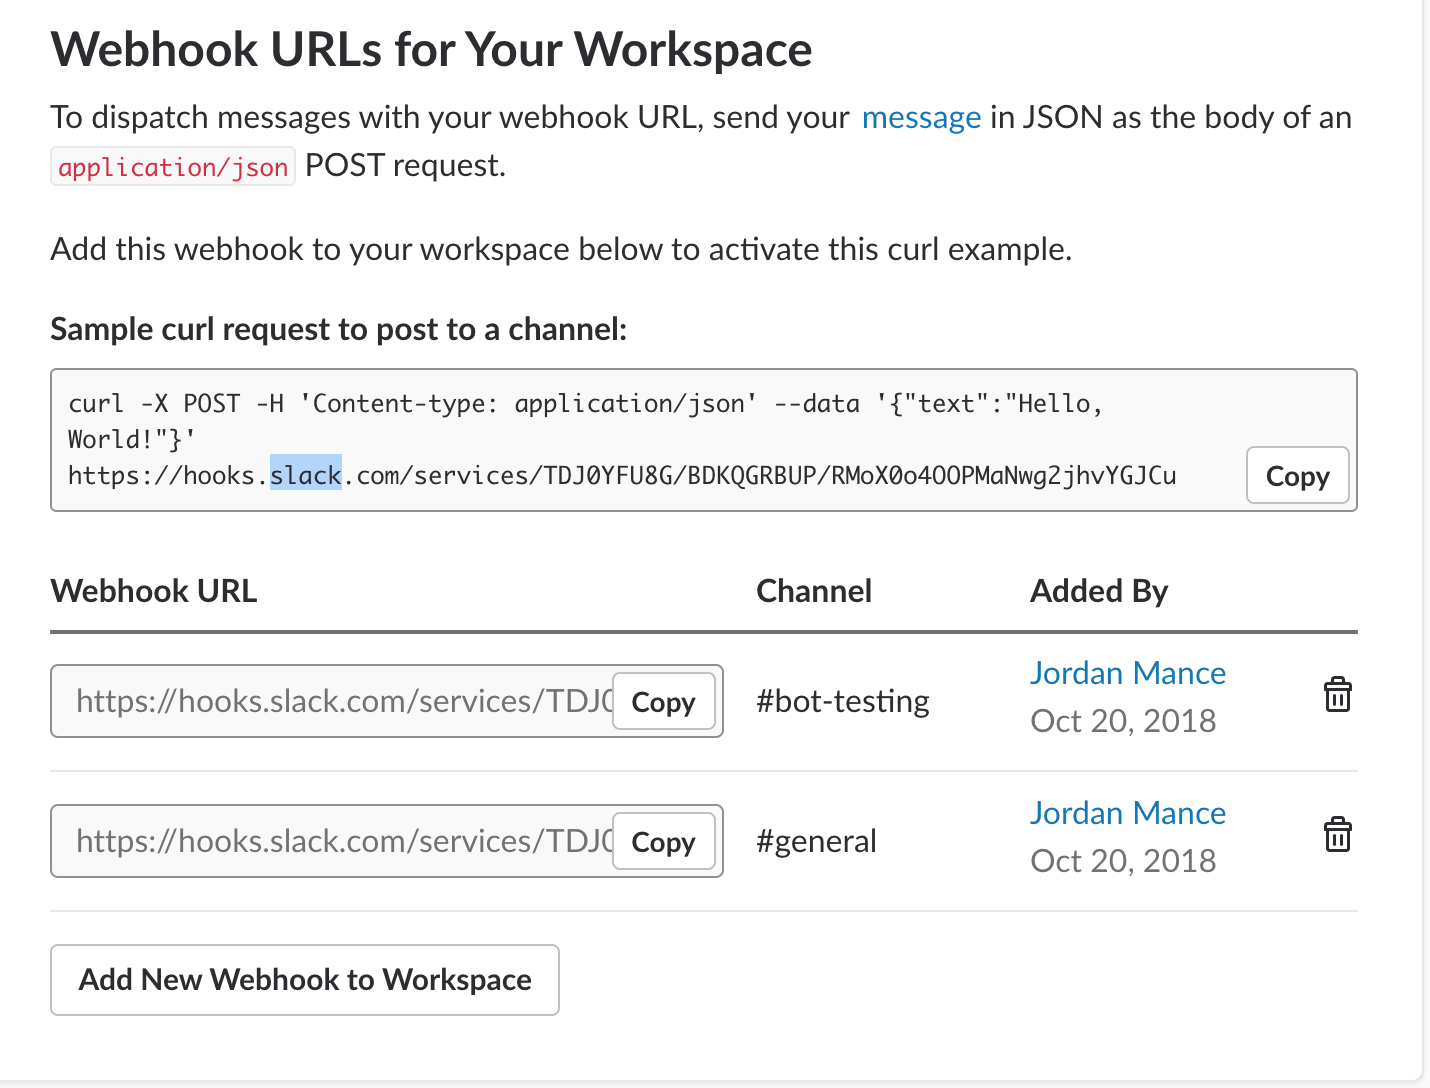 Webhook URLs for Your Workspace
To dispatch messages with your webhook URL, send your message in JSON as the body of an
application/json POST request.
Add this webhook to your workspace below to activate this curl example.
Sample curl request to post to a channel:
curl -X POST -H 'Content-type: application/json' --data '{"text":"Hello,
World!"}'
https://hooks.slack.com/services/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
Copy
Webhook URL Channel Added By
https://hooks.slack.com/services/TDJ0 Copy #bot-testing Jordan Mance
Oct 20, 2018
https://hooks.slack.com/services/TDJ0 Copy #general Jordan Mance
Oct 20, 2018
Add New Webhook to Workspace